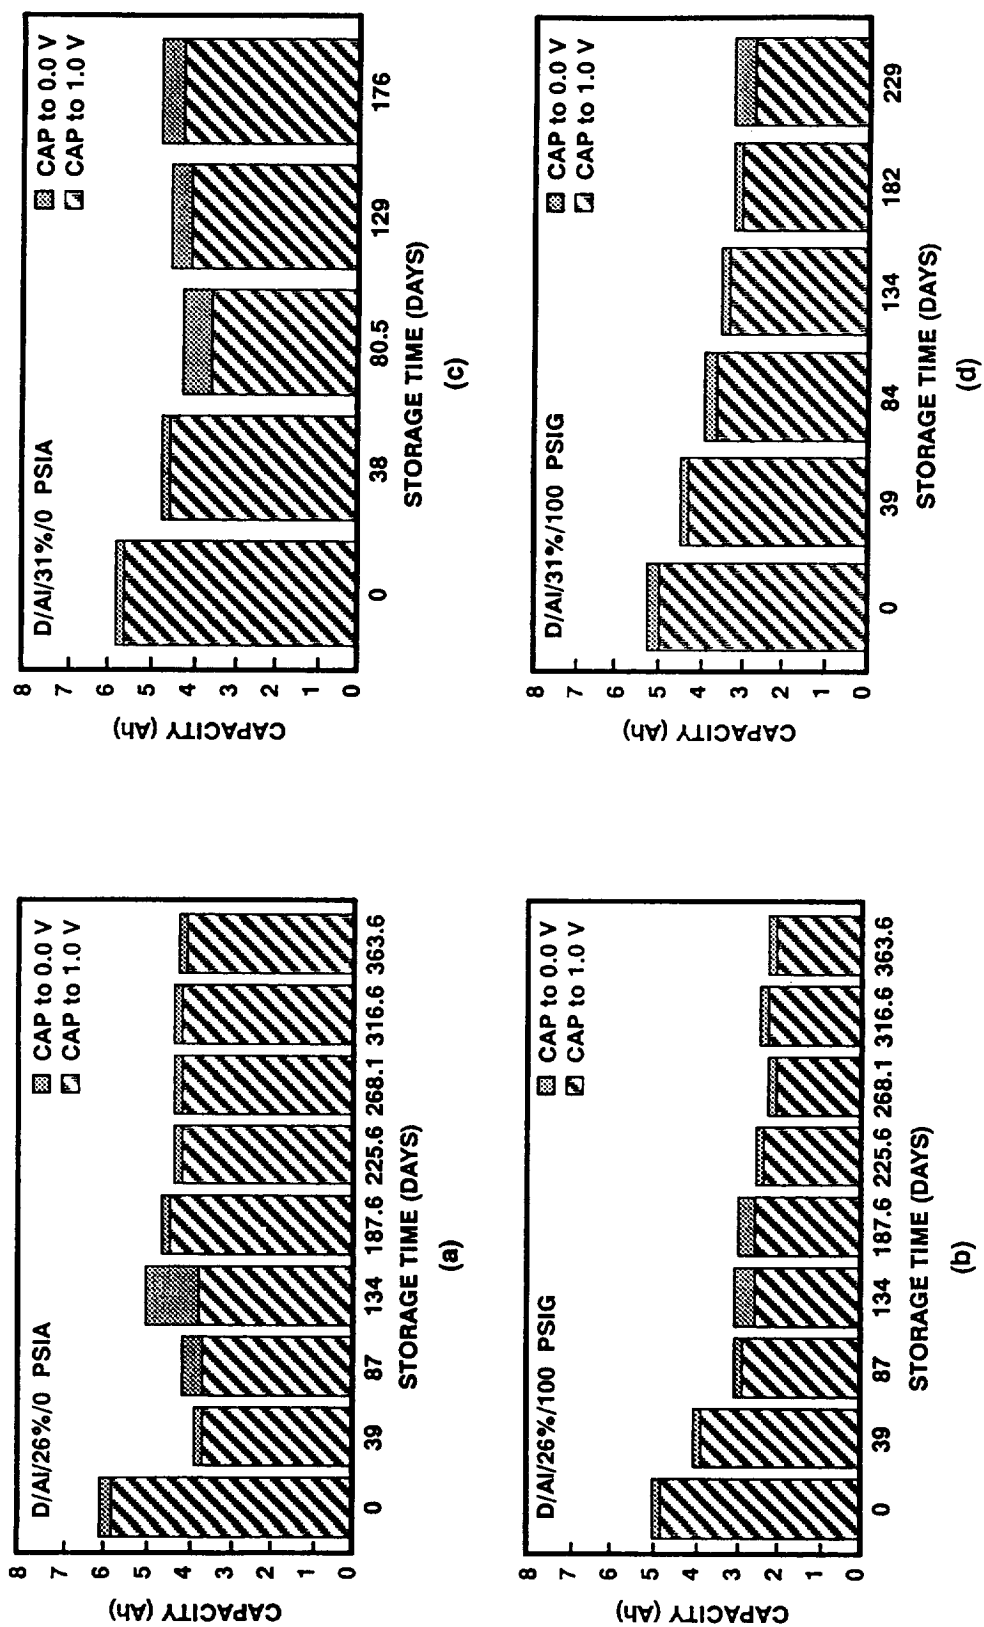 D/Al/26%/0 PSIA
CAP to 0.0 V
CAP to 1.0 V
CAPACITY (Ah)
8
7
6
5
4
3
2
1
0
0 39 87 134 187.6 225.6 268.1 316.6 363.6
STORAGE TIME (DAYS)
(a)
D/Al/31%/0 PSIA
CAP to 0.0 V
CAP to 1.0 V
CAPACITY (Ah)
8
7
6
5
4
3
2
1
0
0 38 80.5 129 176
STORAGE TIME (DAYS)
(c)
D/Al/26%/100 PSIG
CAP to 0.0 V
CAP to 1.0 V
CAPACITY (Ah)
8
7
6
5
4
3
2
1
0
0 39 87 134 187.6 225.6 268.1 316.6 363.6
STORAGE TIME (DAYS)
(b)
D/Al/31%/100 PSIG
CAP to 0.0 V
CAP to 1.0 V
CAPACITY (Ah)
8
7
6
5
4
3
2
1
0
0 39 84 134 182 229
STORAGE TIME (DAYS)
(d)